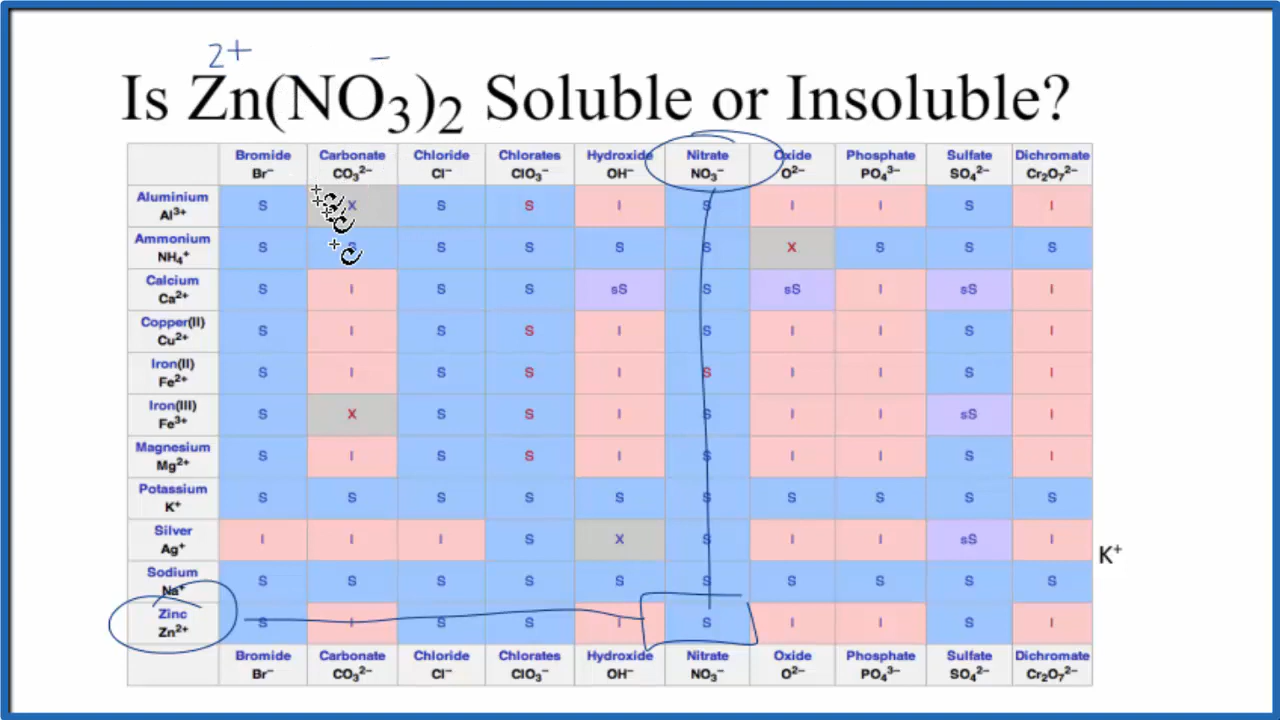 2+ −
Is Zn(NO₃)₂ Soluble or Insoluble?
Bromide Carbonate Chloride Chlorates Hydroxide Nitrate Oxide Phosphate Sulfate Dichromate
Br⁻ CO₃²⁻ Cl⁻ ClO₃⁻ OH⁻ NO₃⁻ O²⁻ PO₄³⁻ SO₄²⁻ Cr₂O₇²⁻
Aluminium
Al³⁺ S X S S I S I I S I
Ammonium
NH₄⁺ S S S S S S X S S S
Calcium
Ca²⁺ S I S S sS S sS I sS I
Copper(II)
Cu²⁺ S I S S I S I I S I
Iron(II)
Fe²⁺ S I S S I S I I S I
Iron(III)
Fe³⁺ S X S S I S I I sS I
Magnesium
Mg²⁺ S I S S I S I I S I
Potassium
K⁺ S S S S S S S S S S
Silver
Ag⁺ I I I S X S I I sS I
K⁺
Sodium
Na⁺ S S S S S S S S S S
Zinc
Zn²⁺ S I S S I S I I S I
Bromide Carbonate Chloride Chlorates Hydroxide Nitrate Oxide Phosphate Sulfate Dichromate
Br⁻ CO₃²⁻ Cl⁻ ClO₃⁻ OH⁻ NO₃⁻ O²⁻ PO₄³⁻ SO₄²⁻ Cr₂O₇²⁻